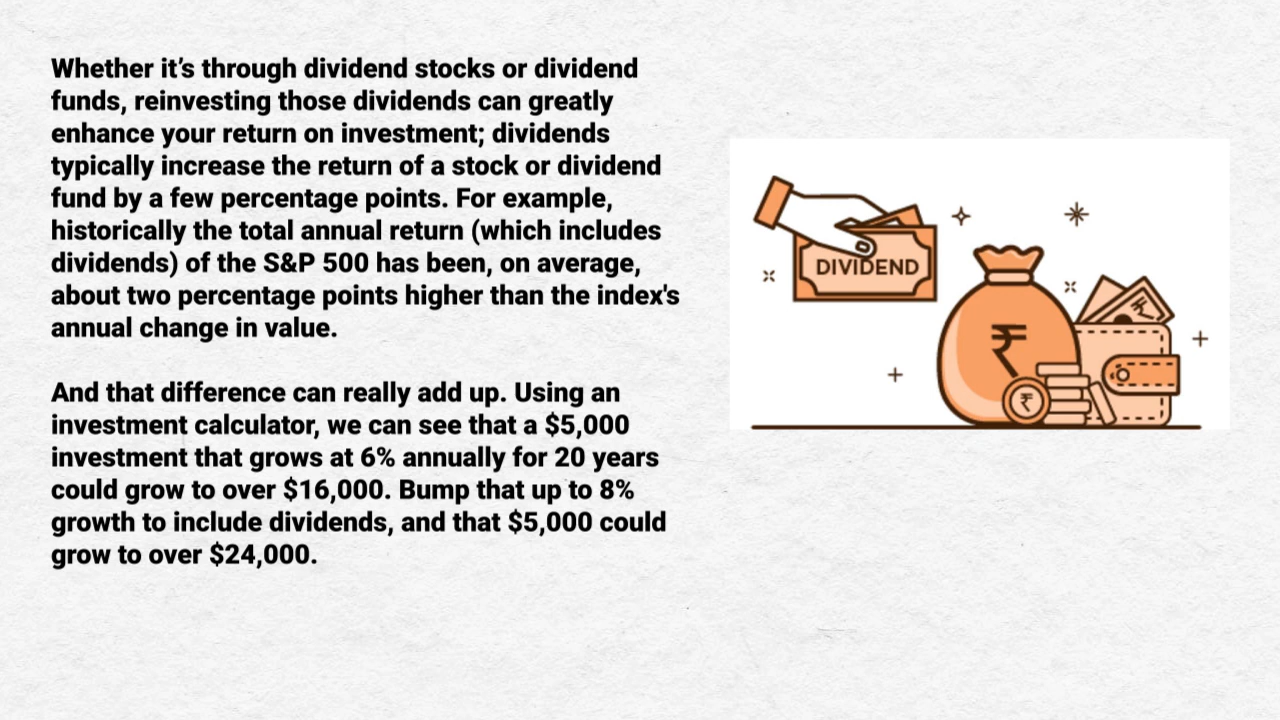 Whether it’s through dividend stocks or dividend
funds, reinvesting those dividends can greatly
enhance your return on investment; dividends
typically increase the return of a stock or dividend
fund by a few percentage points. For example,
historically the total annual return (which includes
dividends) of the S&P 500 has been, on average,
about two percentage points higher than the index's
annual change in value.
And that difference can really add up. Using an
investment calculator, we can see that a $5,000
investment that grows at 6% annually for 20 years
could grow to over $16,000. Bump that up to 8%
growth to include dividends, and that $5,000 could
grow to over $24,000.
DIVIDEND
₹
₹
₹